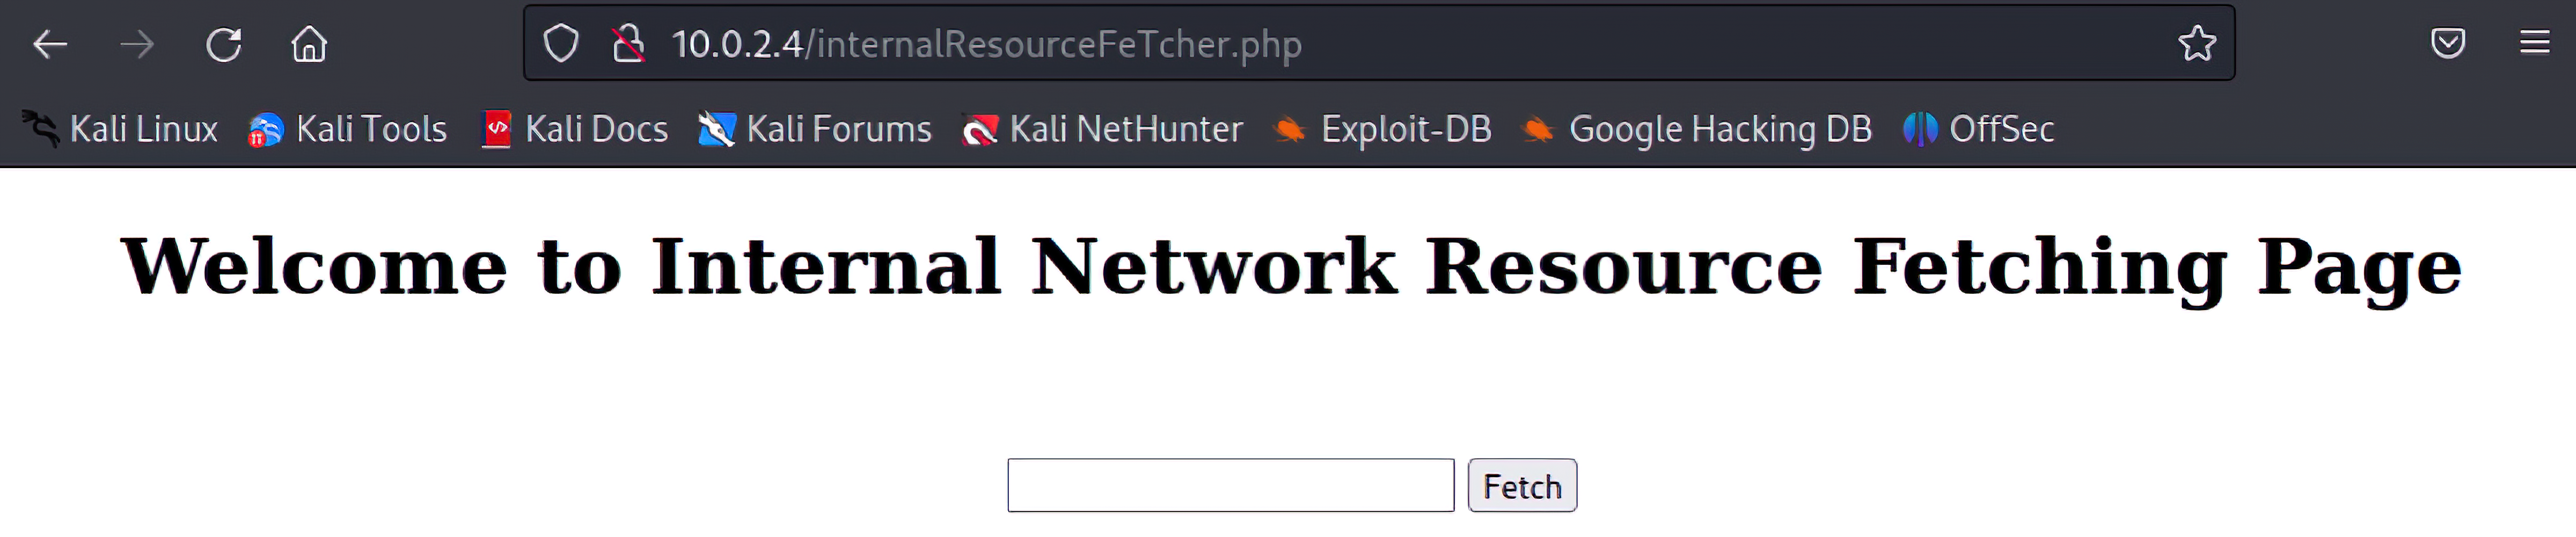 10.0.2.4/internalResourceFeTcher.php
Kali Linux Kali Tools Kali Docs Kali Forums Kali NetHunter Exploit-DB Google Hacking DB OffSec
Welcome to Internal Network Resource Fetching Page
Fetch